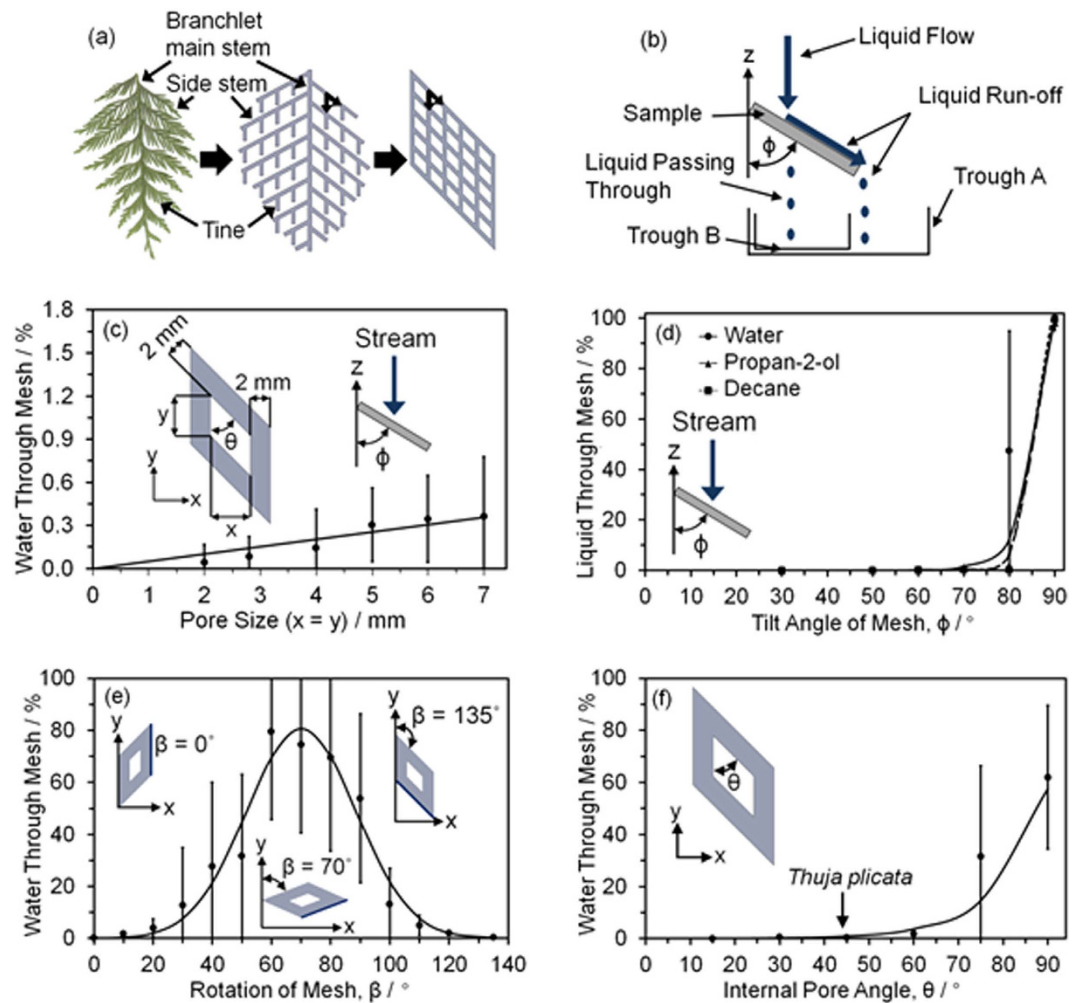 (a)
Branchlet
main stem
Side stem
Tine
(b)
z
Liquid Flow
Sample
Liquid Run-off
ϕ
Liquid Passing
Through
Trough A
Trough B
(c)
Water Through Mesh / %
1.8
1.5
1.2
0.9
0.6
0.3
0.0
2 mm
2 mm
y
θ
y
x
x
Stream
z
ϕ
0 1 2 3 4 5 6 7
Pore Size (x = y) / mm
(d)
Liquid Through Mesh / %
100
80
60
40
20
0
Water
Propan-2-ol
Decane
Stream
z
ϕ
0 10 20 30 40 50 60 70 80 90
Tilt Angle of Mesh, ϕ / °
(e)
Water Through Mesh / %
100
80
60
40
20
0
y
β = 0°
x
y
β = 135°
x
y
β = 70°
x
0 20 40 60 80 100 120 140
Rotation of Mesh, β / °
(f)
Water Through Mesh / %
100
80
60
40
20
0
θ
y
x
Thuja plicata
0 15 30 45 60 75 90
Internal Pore Angle, θ / °